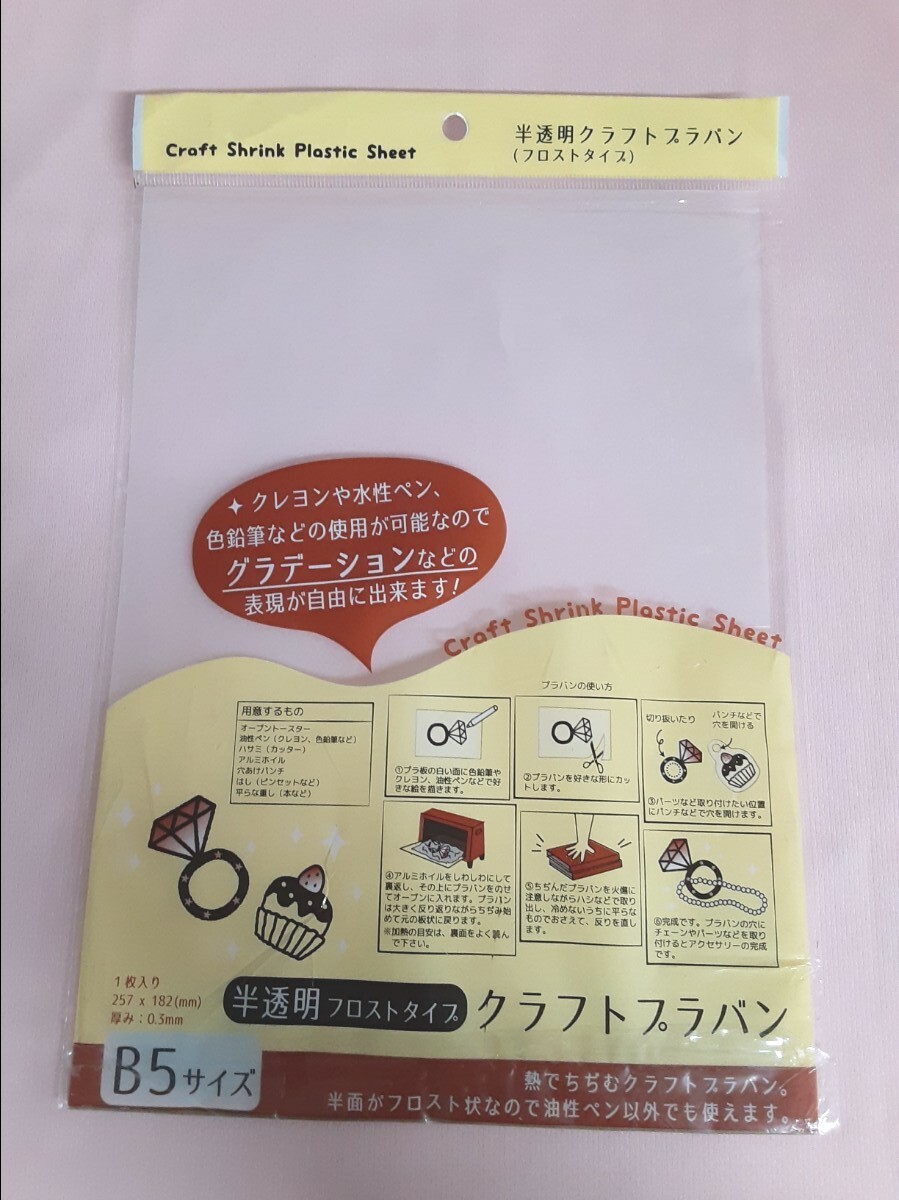 Craft Shrink Plastic Sheet
半透明クラフトプラバン
(フロストタイプ)
クレヨンや水性ペン、
色鉛筆などの使用が可能なので
グラデーションなどの
表現が自由に出来ます!
Craft Shrink Plastic Sheet
プラバンの使い方
用意するもの
オーブントースター
油性ペン(クレヨン、色鉛筆など)
ハサミ(カッター)
アルミホイル
穴あけパンチ
はし(ピンセットなど)
平らな重し(本など)
①プラ板の白い面に色鉛筆や
クレヨン、油性ペンなどで好
きな絵を描きます。
②プラバンを好きな形にカッ
トします。
切り抜いたり
パンチなどで
穴を開ける
③パーツなど取り付けたい位置
にパンチなどで穴を開けます。
④アルミホイルをしわしわにして
裏返し、その上にプラバンをのせ
てオーブンに入れます。プラバン
は大きく反り返りながらちぢみ始
めて元の板状に戻ります。
※加熱の目安は、裏面をよく読ん
で下さい。
⑤ちぢんだプラバンを火傷に
注意しながらハシなどで取り
出し、冷めないうちに平らな
ものでおさえて、反りを直し
ます。
⑥完成です。プラバンの穴に
チェーンやパーツなどを取り
付けるとアクセサリーの完成
です。
1枚入り
257 x 182(mm)
厚み:0.3mm
半透明 フロストタイプ クラフトプラバン
B5サイズ
熱でちぢむクラフトプラバン。
半面がフロスト状なので油性ペン以外でも使えます。